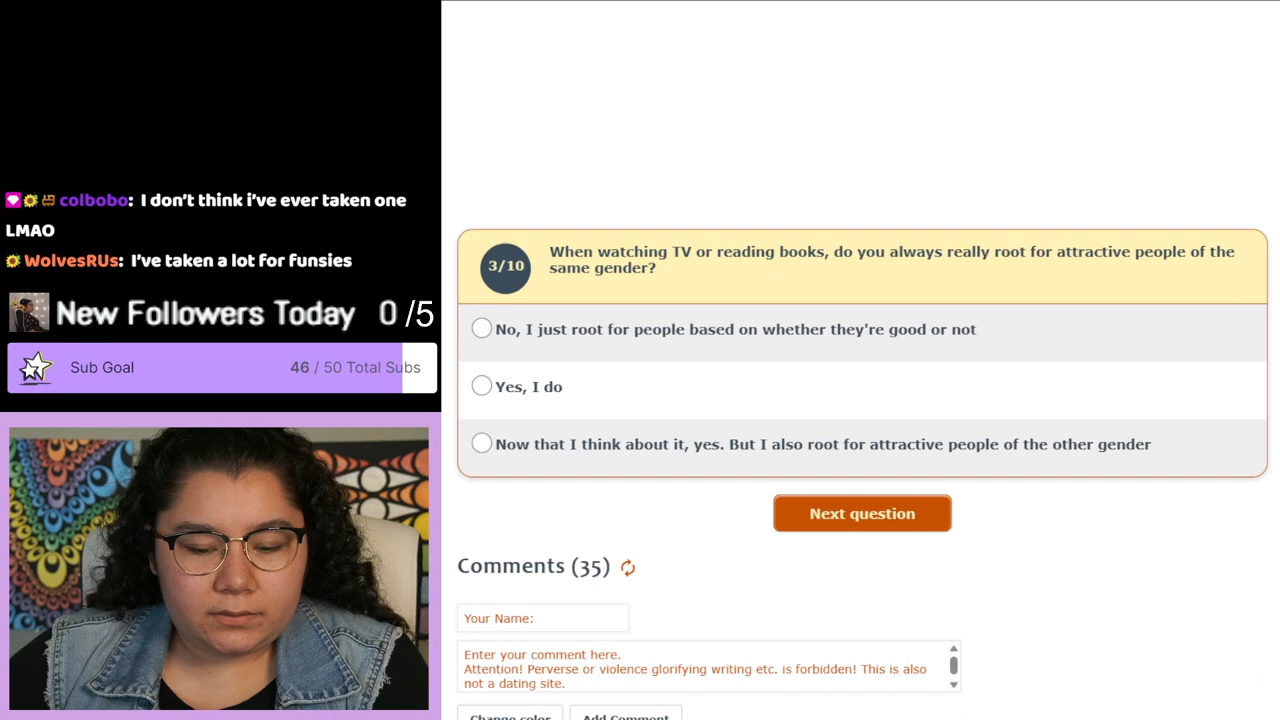 colbobo: I don't think i've ever taken one
LMAO
WolvesRUs: I've taken a lot for funsies
New Followers Today 0 /5
Sub Goal 46 / 50 Total Subs
3/10
When watching TV or reading books, do you always really root for attractive people of the
same gender?
No, I just root for people based on whether they're good or not
Yes, I do
Now that I think about it, yes. But I also root for attractive people of the other gender
Next question
Comments (35)
Your Name:
Enter your comment here.
Attention! Perverse or violence glorifying writing etc. is forbidden! This is also
not a dating site.
Change color
Add Comment